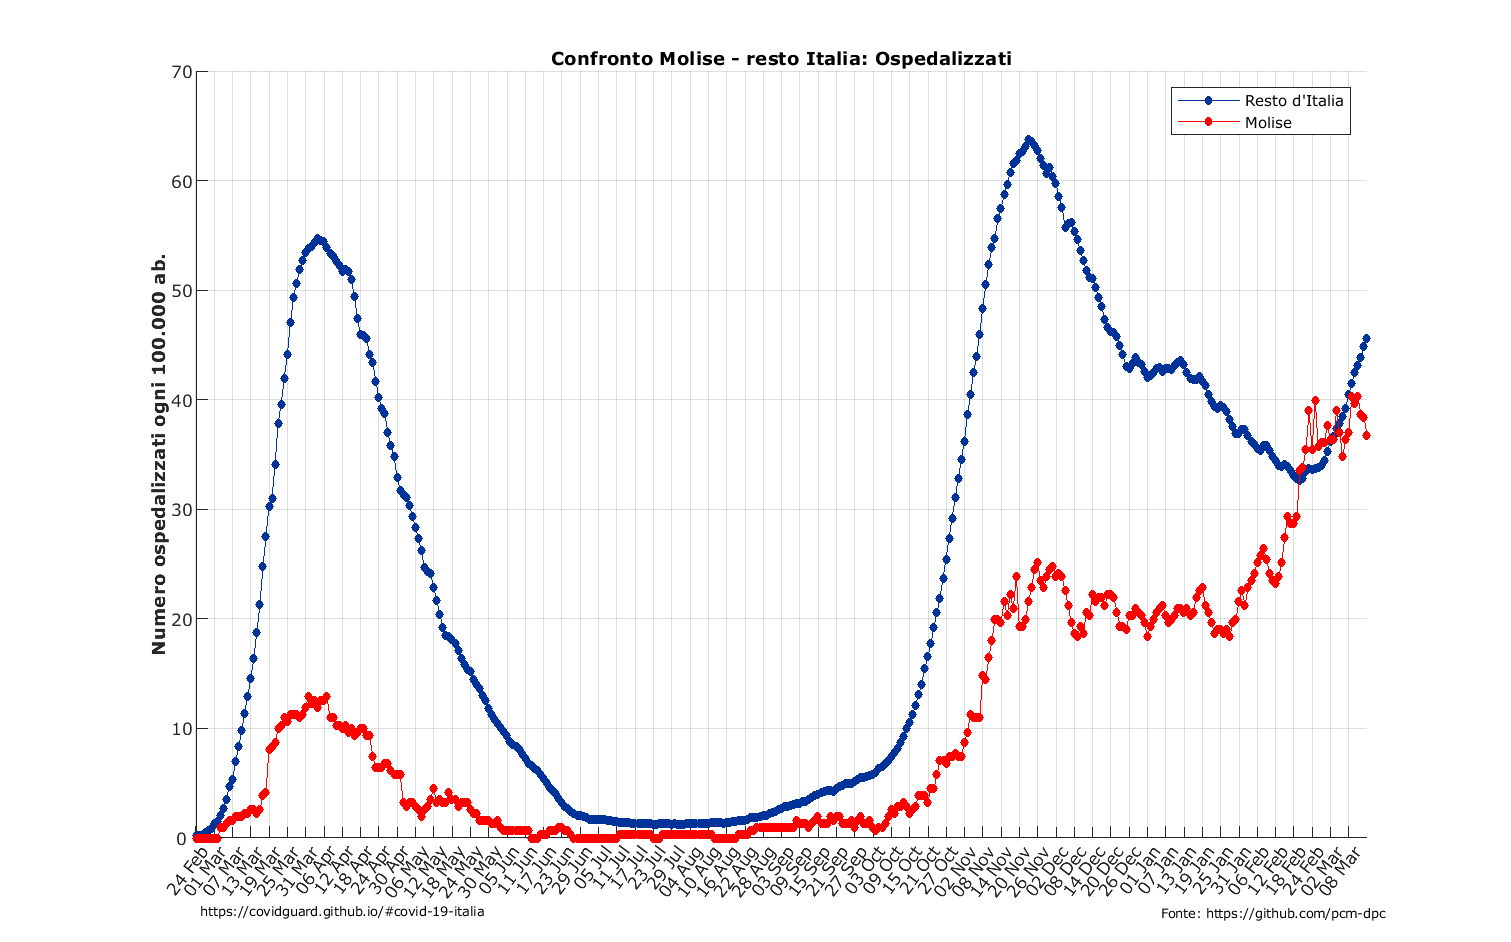 Confronto Molise - resto Italia: Ospedalizzati
Numero ospedalizzati ogni 100.000 ab.
70
60
50
40
30
20
10
0
Resto d'Italia
Molise
24 Feb
01 Mar
07 Mar
13 Mar
19 Mar
25 Mar
31 Mar
06 Apr
12 Apr
18 Apr
24 Apr
30 Apr
06 May
12 May
18 May
24 May
30 May
05 Jun
11 Jun
17 Jun
23 Jun
29 Jun
05 Jul
11 Jul
17 Jul
23 Jul
29 Jul
04 Aug
10 Aug
16 Aug
22 Aug
28 Aug
03 Sep
09 Sep
15 Sep
21 Sep
27 Sep
03 Oct
09 Oct
15 Oct
21 Oct
27 Oct
02 Nov
08 Nov
14 Nov
20 Nov
26 Nov
02 Dec
08 Dec
14 Dec
20 Dec
26 Dec
01 Jan
07 Jan
13 Jan
19 Jan
25 Jan
31 Jan
06 Feb
12 Feb
18 Feb
24 Feb
02 Mar
08 Mar
https://covidguard.github.io/#covid-19-italia
Fonte: https://github.com/pcm-dpc